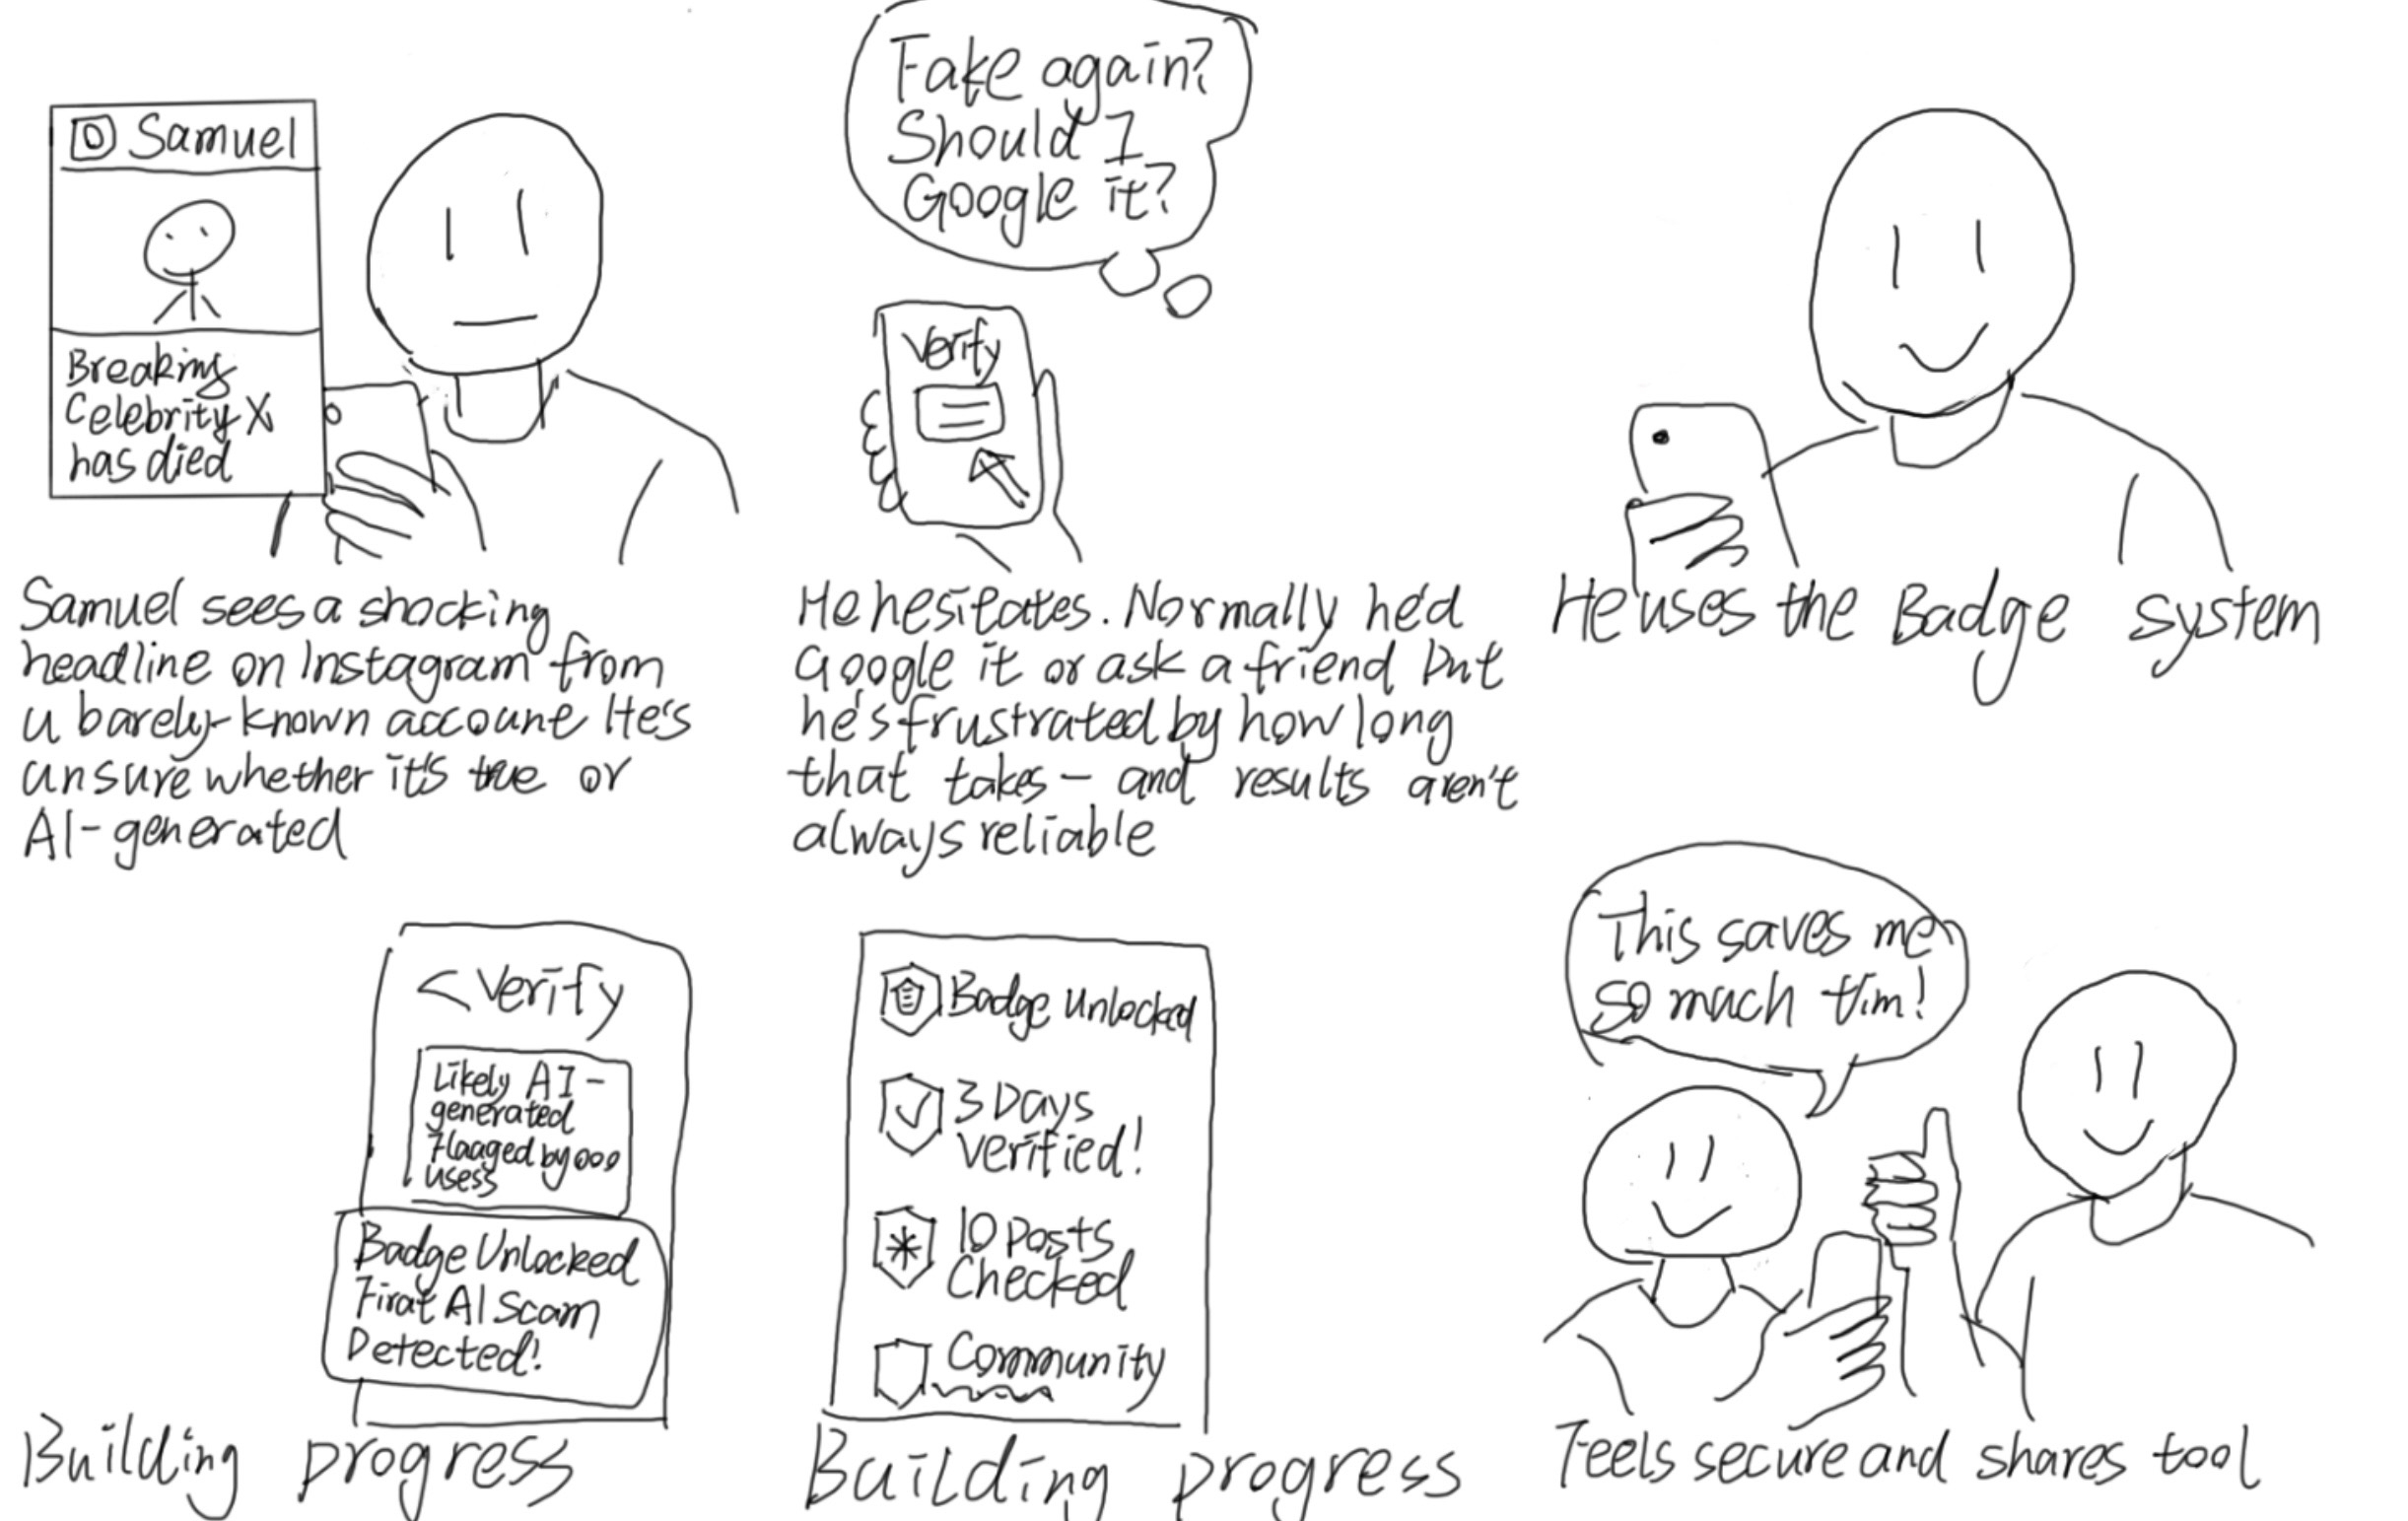 Samuel
Breaking
Celebrity X
has died
Samuel sees a shocking
headline on Instagram from
a barely-known account He's
unsure whether it's true or
AI-generated
Fake again?
Should I
Google it?
Verify
He hesitates. Normally he'd
Google it or ask a friend but
he's frustrated by how long
that takes – and results aren't
always reliable
He uses the Badge system
< Verify
Likely AI-
generated
Flaaged by 000
usess
Badge Unlocked
First AI Scam
Detected!
Building progress
Badge Unlocked
3 Days
verified!
10 Posts
Checked
Community
Building progress
This saves me
so much tim!
Feels secure and shares tool